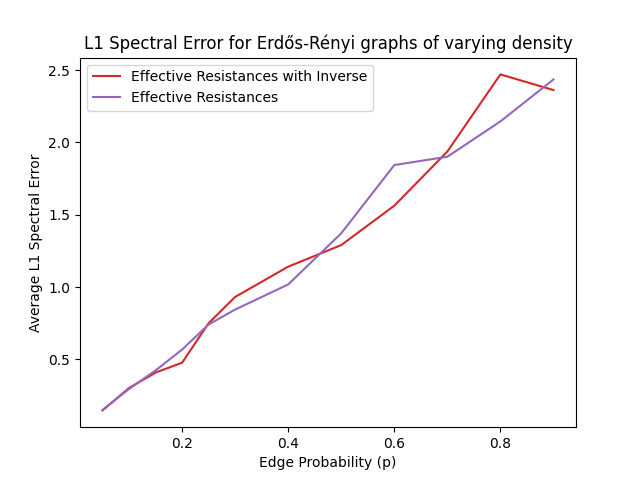 L1 Spectral Error for Erdős-Rényi graphs of varying density
Effective Resistances with Inverse
Effective Resistances
2.5
2.0
1.5
1.0
0.5
Average L1 Spectral Error
0.2 0.4 0.6 0.8
Edge Probability (p)